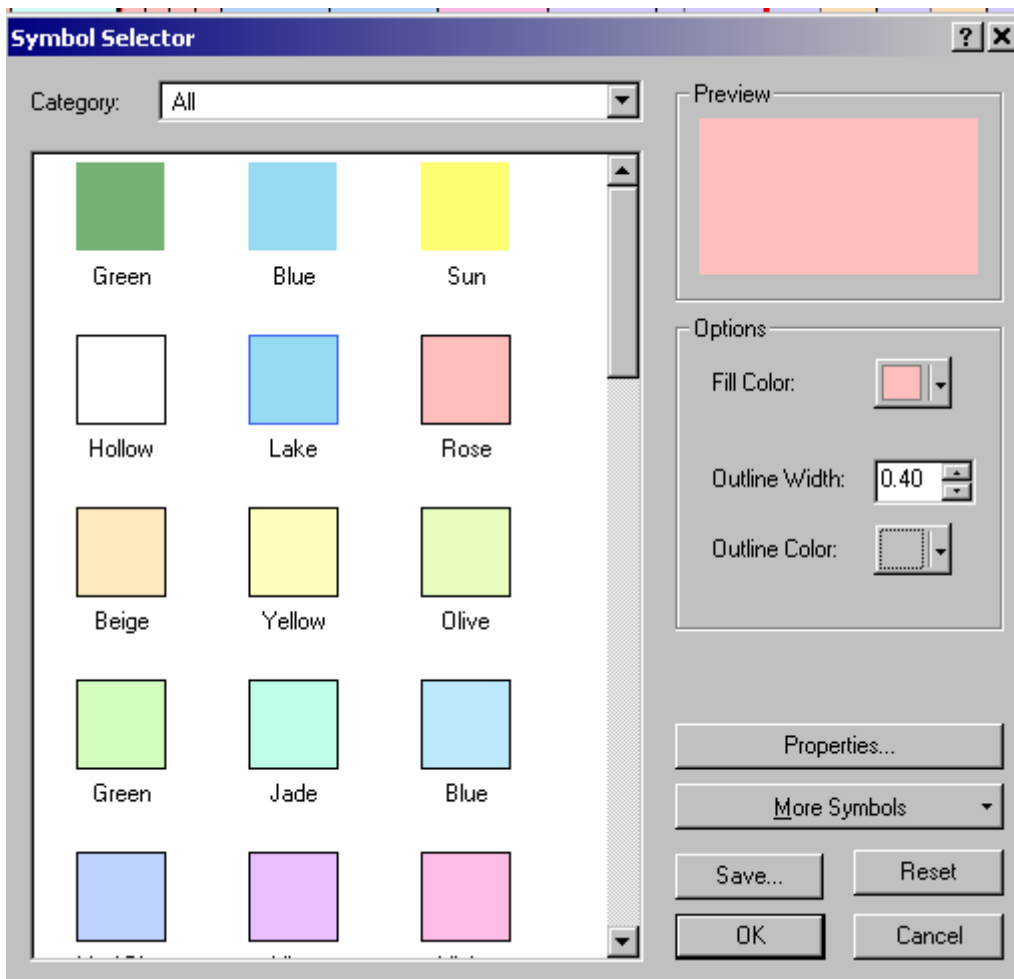 Symbol Selector
Category: All
Green Blue Sun
Hollow Lake Rose
Beige Yellow Olive
Green Jade Blue
Preview
Options
Fill Color:
Outline Width: 0.40
Outline Color:
Properties...
More Symbols
Save... Reset
OK Cancel